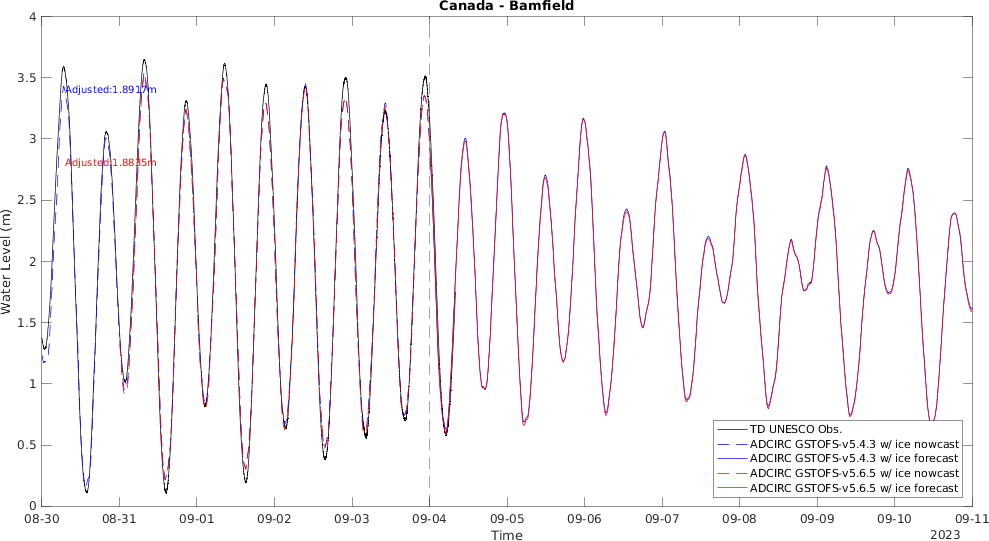 Canada - Bamfield
4
3.5
3
2.5
2
1.5
1
0.5
0
Water Level (m)
Adjusted:1.8917m
Adjusted:1.8835m
TD UNESCO Obs.
ADCIRC GSTOFS-v5.4.3 w/ ice nowcast
ADCIRC GSTOFS-v5.4.3 w/ ice forecast
ADCIRC GSTOFS-v5.6.5 w/ ice nowcast
ADCIRC GSTOFS-v5.6.5 w/ ice forecast
08-30 08-31 09-01 09-02 09-03 09-04 09-05 09-06 09-07 09-08 09-09 09-10 09-11
Time
2023